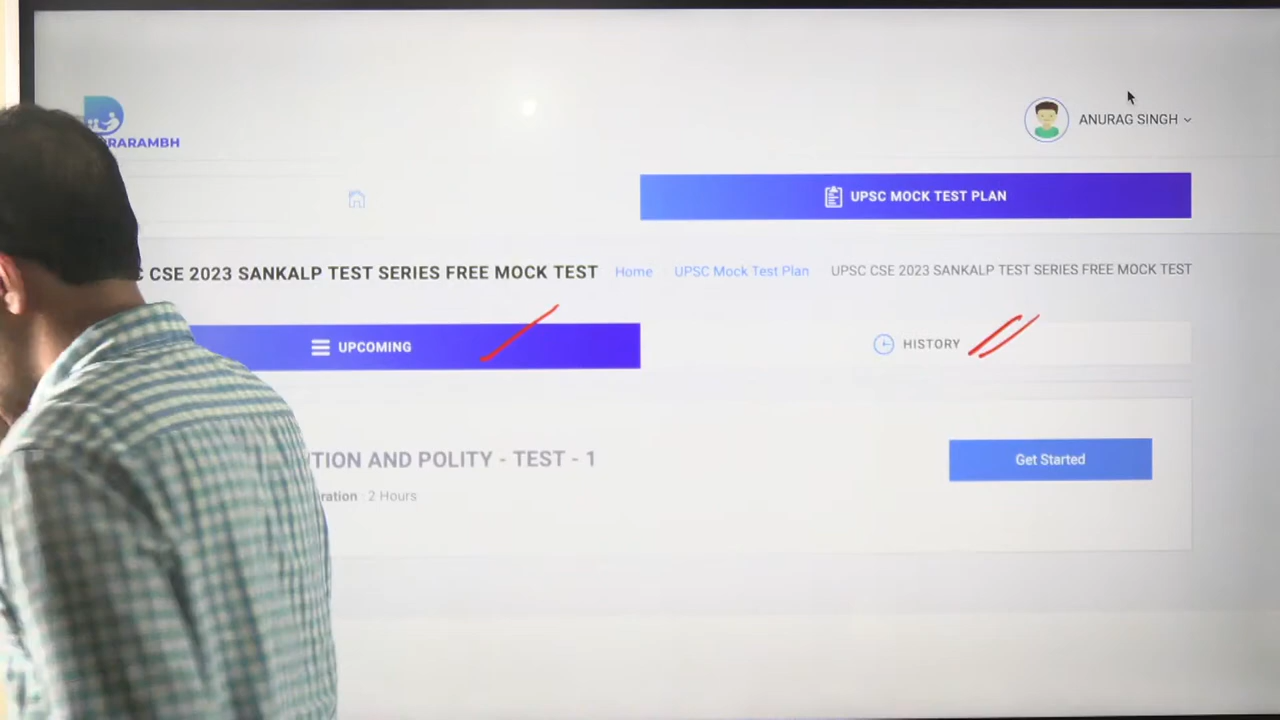 RARAMBH
ANURAG SINGH
UPSC MOCK TEST PLAN
CSE 2023 SANKALP TEST SERIES FREE MOCK TEST
Home UPSC Mock Test Plan UPSC CSE 2023 SANKALP TEST SERIES FREE MOCK TEST
UPCOMING
HISTORY
TION AND POLITY - TEST - 1
Get Started
ration · 2 Hours